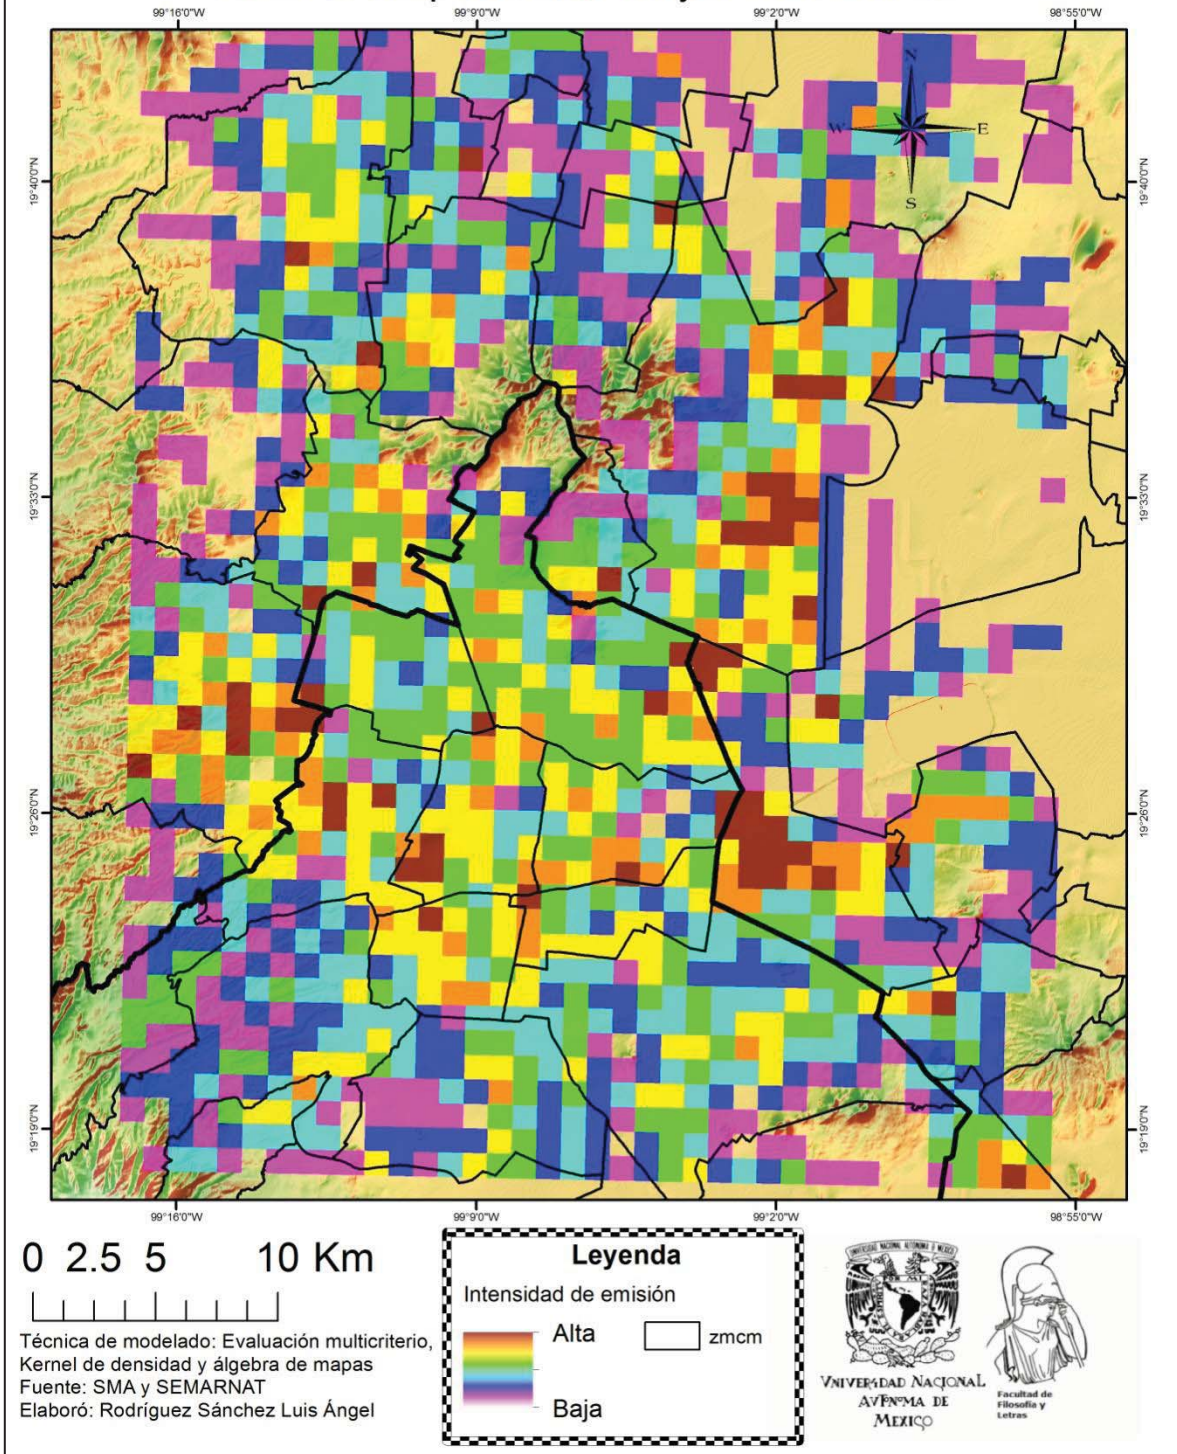 99°16'0"W 99°9'0"W 99°2'0"W 98°55'0"W
N
W E
S
19°40'0"N 19°40'0"N
19°33'0"N 19°33'0"N
19°26'0"N 19°26'0"N
19°19'0"N 19°19'0"N
99°16'0"W 99°9'0"W 99°2'0"W 98°55'0"W
0 2.5 5 10 Km
Técnica de modelado: Evaluación multicriterio,
Kernel de densidad y álgebra de mapas
Fuente: SMA y SEMARNAT
Elaboró: Rodríguez Sánchez Luis Ángel
Leyenda
Intensidad de emisión
Alta
zmcm
Baja
VNIVERSDAD NACIONAL
AVTNMA DE
MEXICO
Facultad de
Filosofía y
Letras